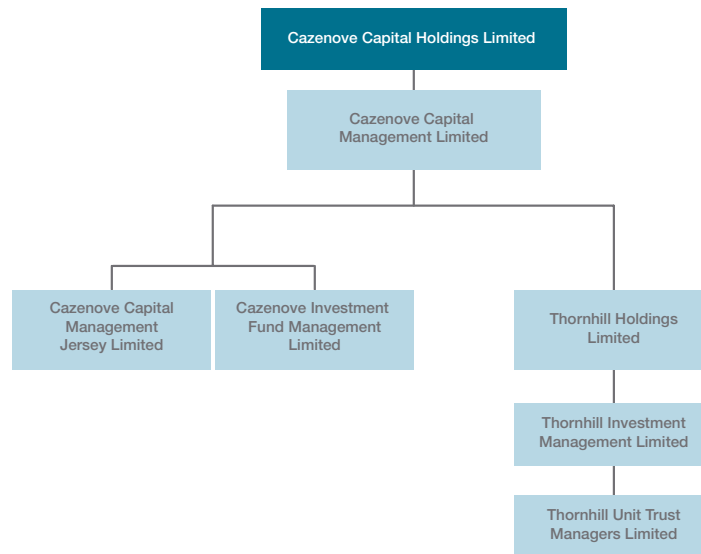 Cazenove Capital Holdings Limited
Cazenove Capital
Management Limited
Cazenove Capital
Management
Jersey Limited
Cazenove Investment
Fund Management
Limited
Thornhill Holdings
Limited
Thornhill Investment
Management Limited
Thornhill Unit Trust
Managers Limited